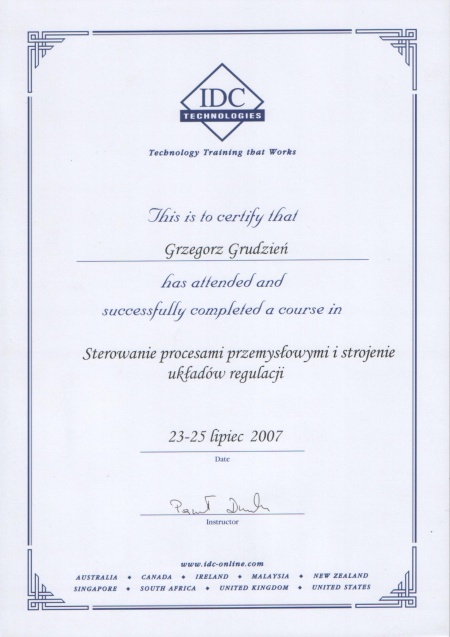 IDC
TECHNOLOGIES
Technology Training that Works
This is to certify that
Grzegorz Grudzień
has attended and
successfully completed a course in
Sterowanie procesami przemysłowymi i strojenie
układów regulacji
23-25 lipiec 2007
Date
Instructor
www.idc-online.com
AUSTRALIA ♦ CANADA ♦ IRELAND ♦ MALAYSIA ♦ NEW ZEALAND
SINGAPORE ♦ SOUTH AFRICA ♦ UNITED KINGDOM ♦ UNITED STATES